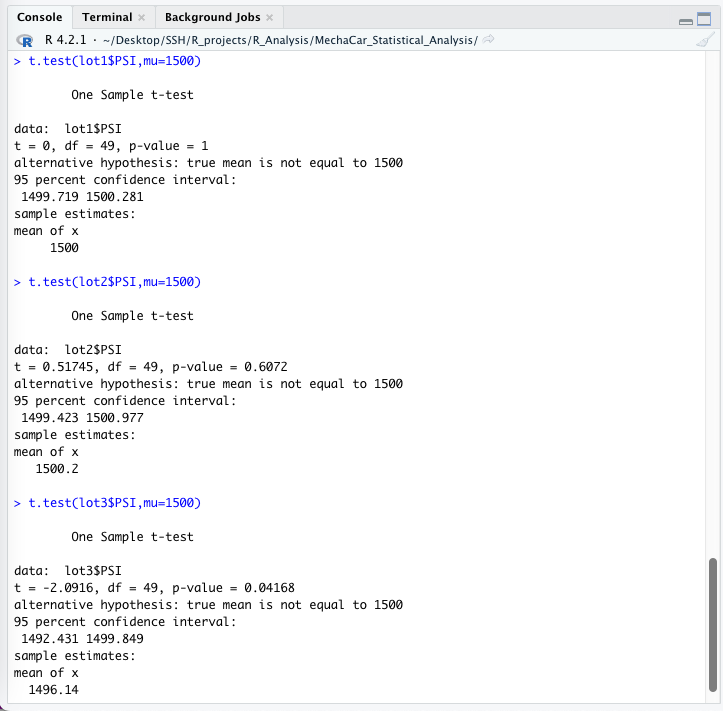 Console Terminal × Background Jobs ×
R R 4.2.1 · ~/Desktop/SSH/R_projects/R_Analysis/MechaCar_Statistical_Analysis/
> t.test(lot1$PSI,mu=1500)
One Sample t-test
data:  lot1$PSI
t = 0, df = 49, p-value = 1
alternative hypothesis: true mean is not equal to 1500
95 percent confidence interval:
1499.719 1500.281
sample estimates:
mean of x
1500
> t.test(lot2$PSI,mu=1500)
One Sample t-test
data:  lot2$PSI
t = 0.51745, df = 49, p-value = 0.6072
alternative hypothesis: true mean is not equal to 1500
95 percent confidence interval:
1499.423 1500.977
sample estimates:
mean of x
1500.2
> t.test(lot3$PSI,mu=1500)
One Sample t-test
data:  lot3$PSI
t = -2.0916, df = 49, p-value = 0.04168
alternative hypothesis: true mean is not equal to 1500
95 percent confidence interval:
1492.431 1499.849
sample estimates:
mean of x
1496.14